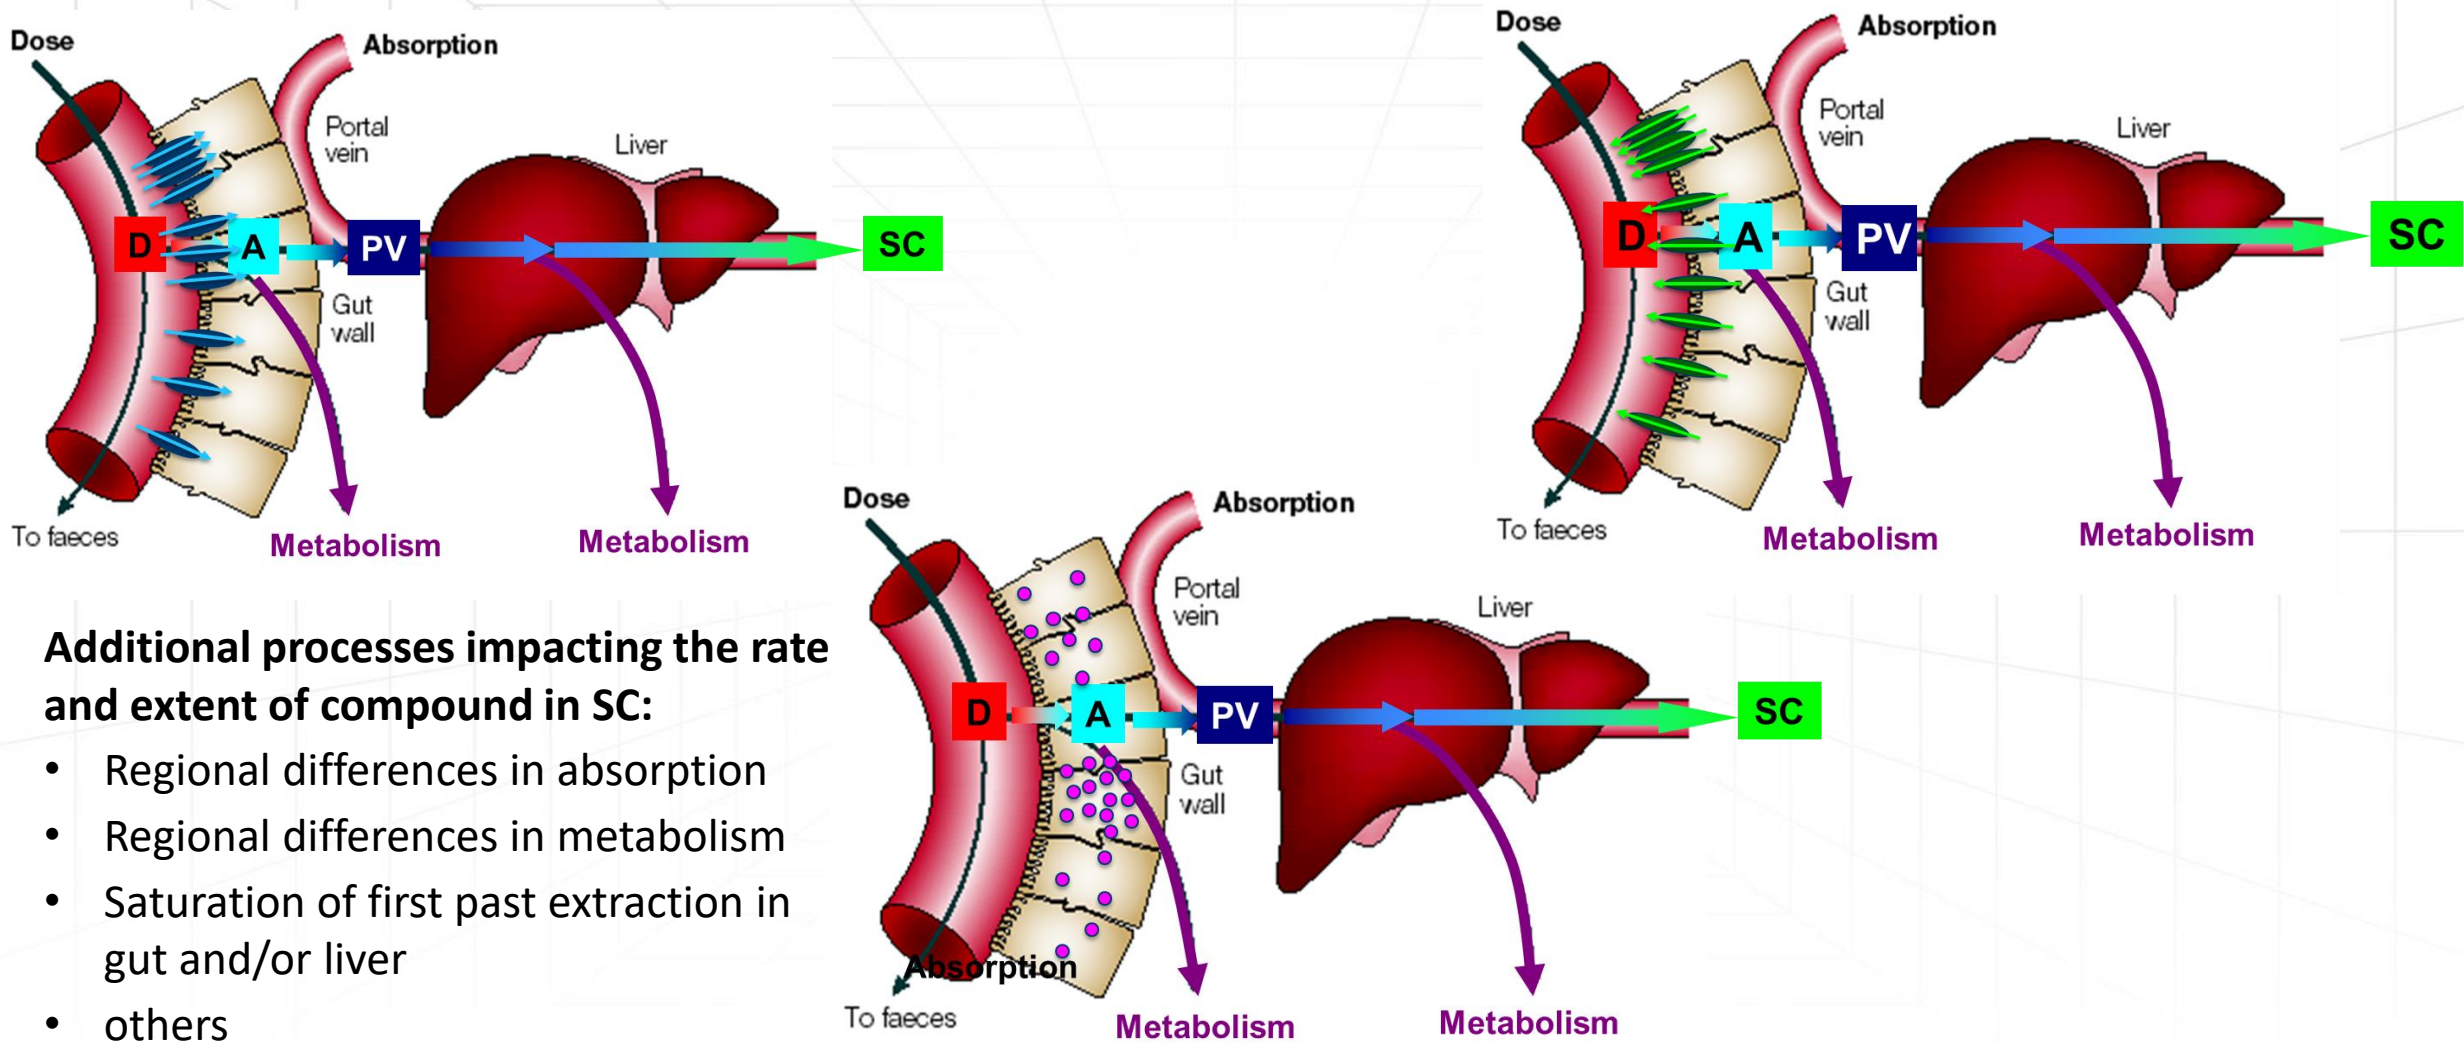 Dose
Absorption
Portal
vein
Liver
D
A
PV
SC
Gut
wall
To faeces
Metabolism
Metabolism
Dose
Absorption
Portal
vein
Liver
D
A
PV
SC
Gut
wall
To faeces
Metabolism
Metabolism
Additional processes impacting the rate
and extent of compound in SC:
• Regional differences in absorption
• Regional differences in metabolism
• Saturation of first past extraction in
gut and/or liver
• others
Dose
Absorption
Portal
vein
Liver
D
A
PV
SC
Gut
wall
Absorption
To faeces
Metabolism
Metabolism